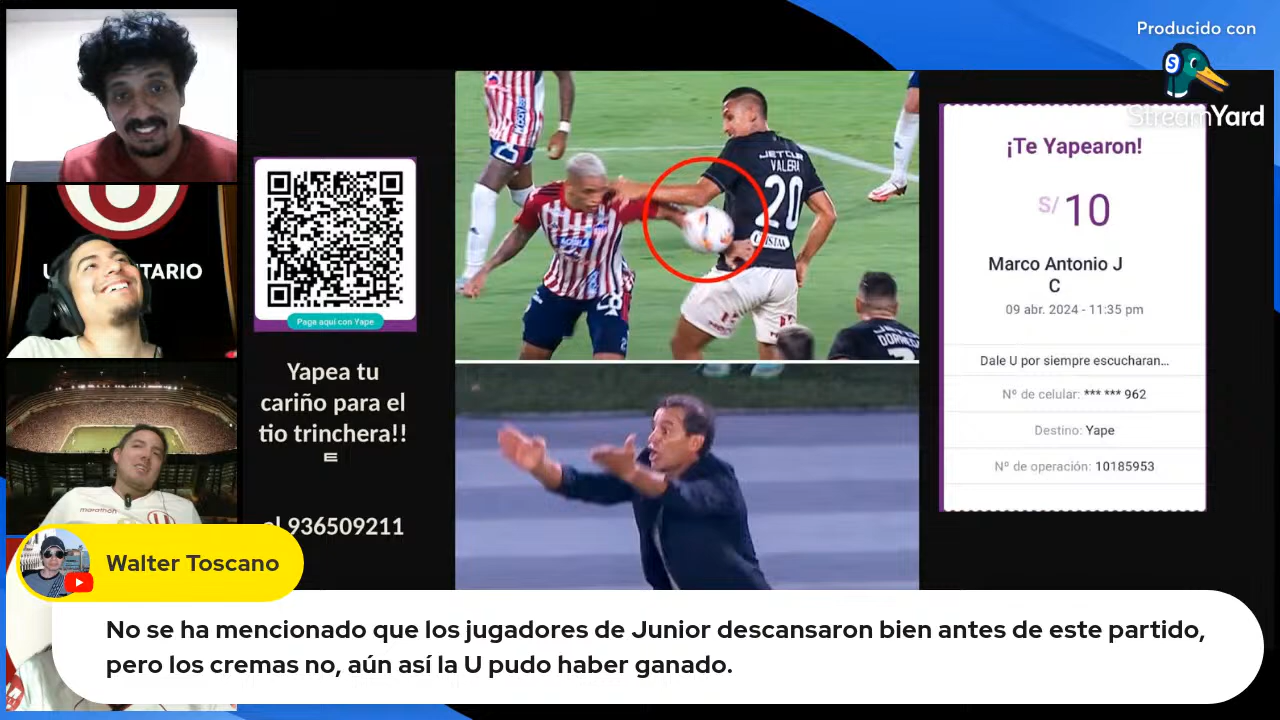 Producido con
StreamYard
¡Te Yapearon!
S/ 10
Marco Antonio J
C
09 abr. 2024 - 11:35 pm
Dale U por siempre escucharan...
Nº de celular: *** *** 962
Destino: Yape
Nº de operación: 10185953
Paga aquí con Yape
Yapea tu
cariño para el
tio trinchera!!
al 936509211
JETOUR
VALERA
20
AGUILA
marathon
Walter Toscano
No se ha mencionado que los jugadores de Junior descansaron bien antes de este partido,
pero los cremas no, aún así la U pudo haber ganado.